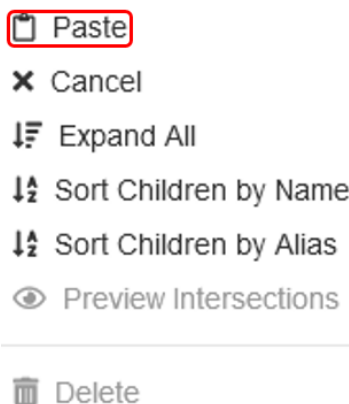 Paste
Cancel
Expand All
Sort Children by Name
Sort Children by Alias
Preview Intersections
Delete